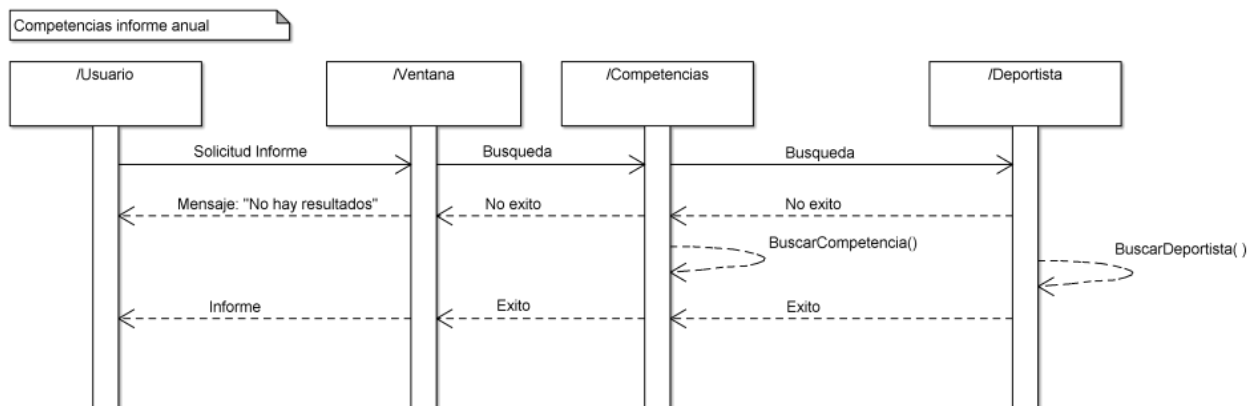 Competencias informe anual
/Usuario
/Ventana
/Competencias
/Deportista
Solicitud Informe
Busqueda
Busqueda
Mensaje: "No hay resultados"
No exito
No exito
BuscarCompetencia()
BuscarDeportista( )
Informe
Exito
Exito